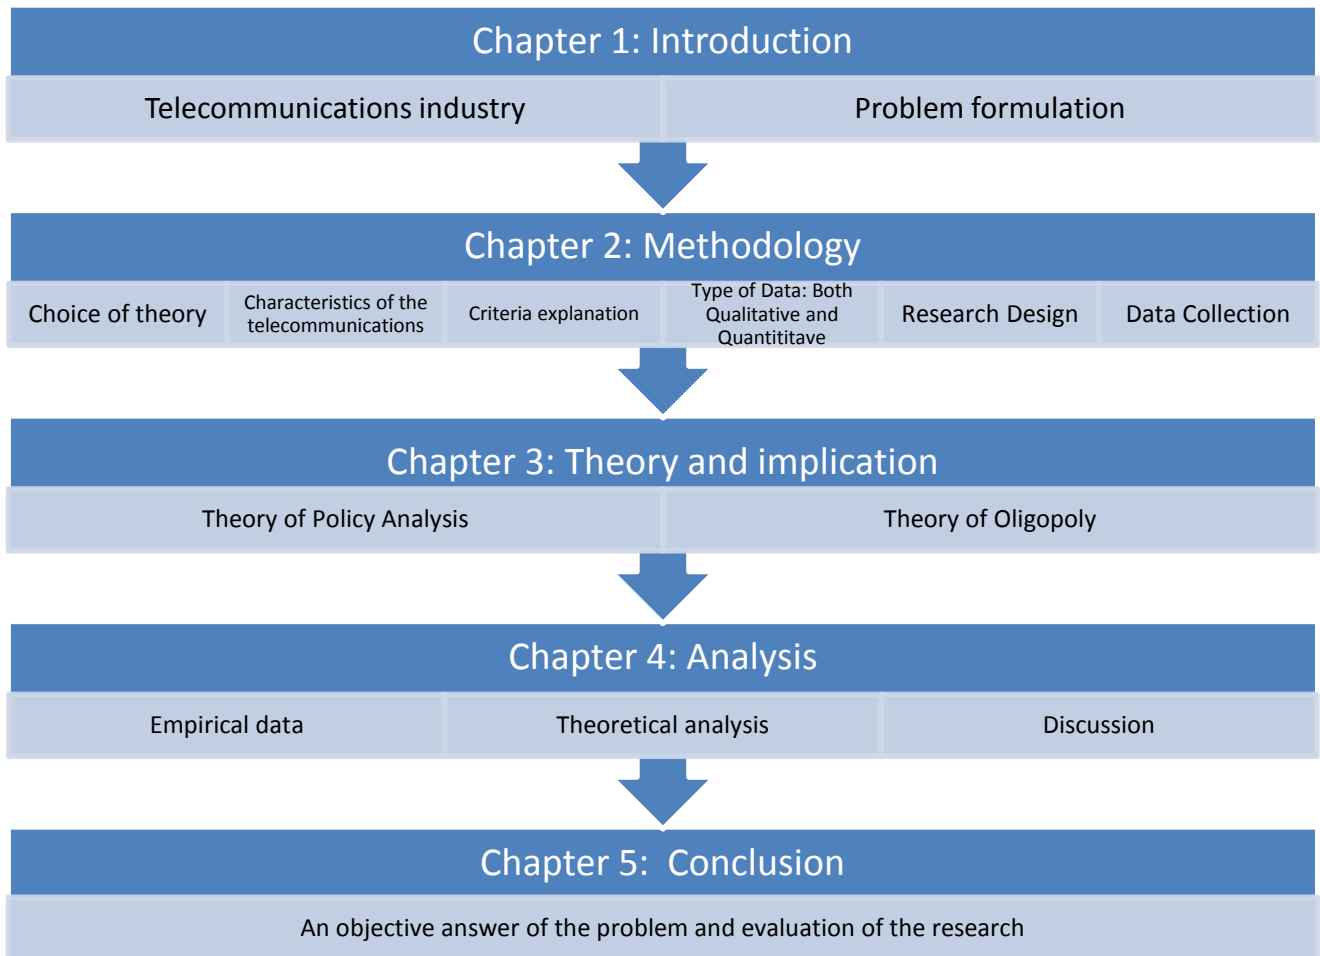 Chapter 1: Introduction
Telecommunications industry
Problem formulation
Chapter 2: Methodology
Choice of theory
Characteristics of the
telecommunications
Criteria explanation
Type of Data: Both
Qualitative and
Quantititave
Research Design
Data Collection
Chapter 3: Theory and implication
Theory of Policy Analysis
Theory of Oligopoly
Chapter 4: Analysis
Empirical data
Theoretical analysis
Discussion
Chapter 5:  Conclusion
An objective answer of the problem and evaluation of the research